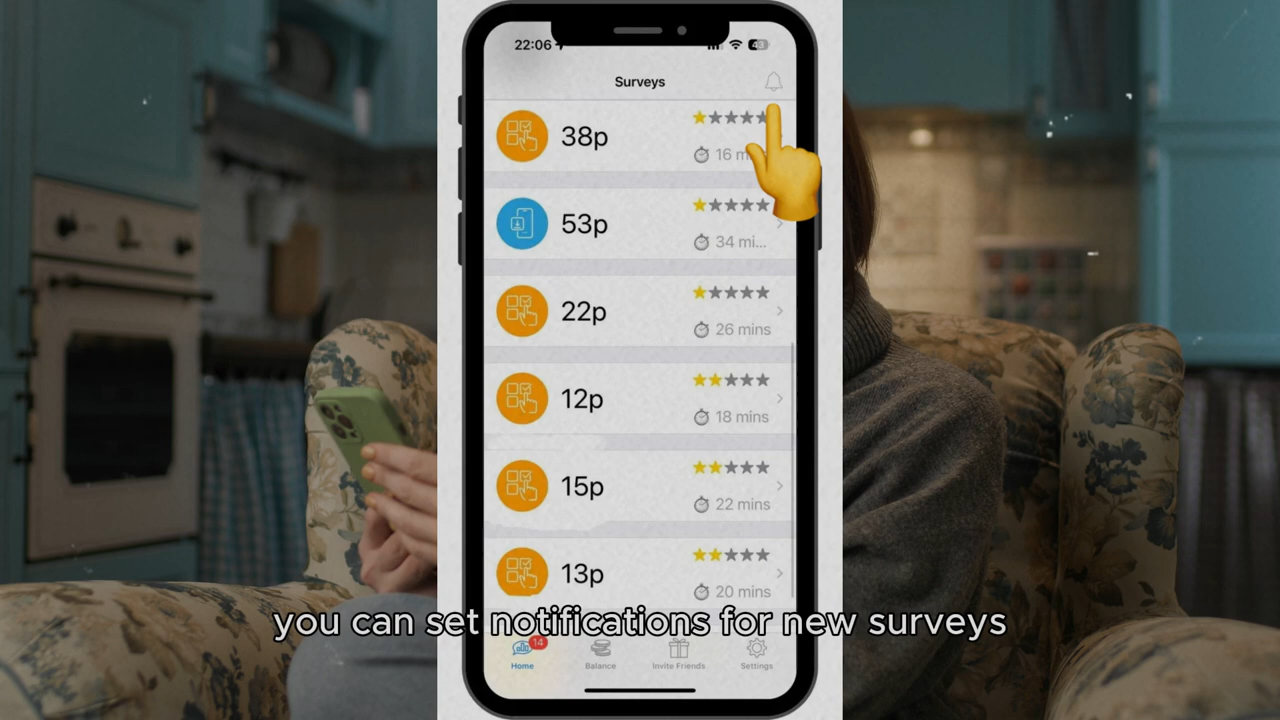 22:06
43
Surveys
38p
16 m
53p
34 mi...
22p
26 mins
12p
18 mins
15p
22 mins
13p
20 mins
you can set notifications for new surveys
14
Home
Balance
Invite Friends
Settings